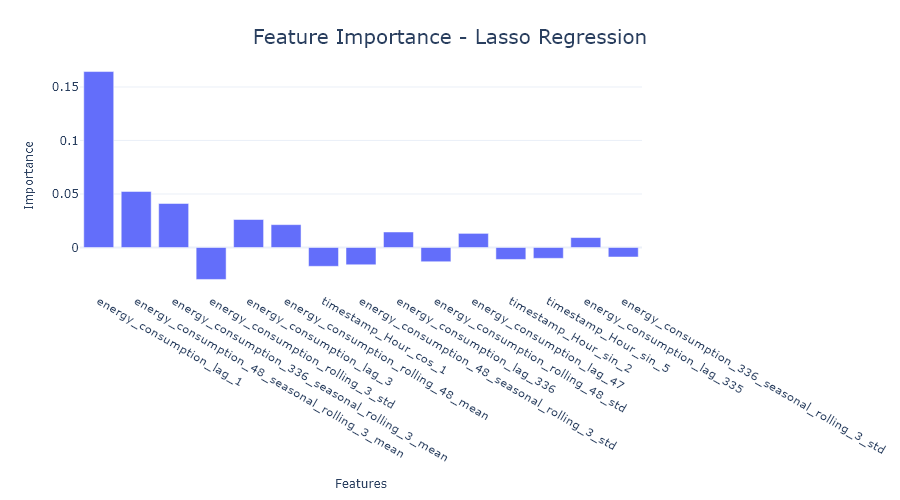 Feature Importance - Lasso Regression
0.15
0.1
0.05
0
Importance
energy_consumption_lag_1
energy_consumption_48_seasonal_rolling_3_mean
energy_consumption_336_seasonal_rolling_3_mean
energy_consumption_rolling_3_std
energy_consumption_lag_3
energy_consumption_rolling_48_mean
timestamp_Hour_cos_1
energy_consumption_48_seasonal_rolling_3_std
energy_consumption_lag_336
energy_consumption_rolling_48_std
energy_consumption_lag_47
timestamp_Hour_sin_2
timestamp_Hour_sin_5
energy_consumption_lag_335
energy_consumption_336_seasonal_rolling_3_std
Features